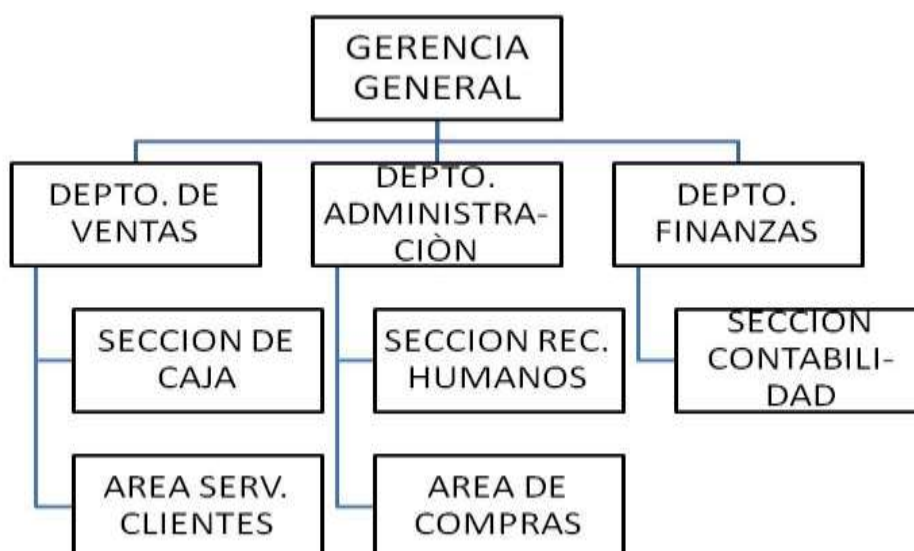 GERENCIA
GENERAL
DEPTO. DE
VENTAS
DEPTO.
ADMINISTRA-
CIÒN
DEPTO.
FINANZAS
SECCION DE
CAJA
SECCION REC.
HUMANOS
SECCION
CONTABILI-
DAD
AREA SERV.
CLIENTES
AREA DE
COMPRAS